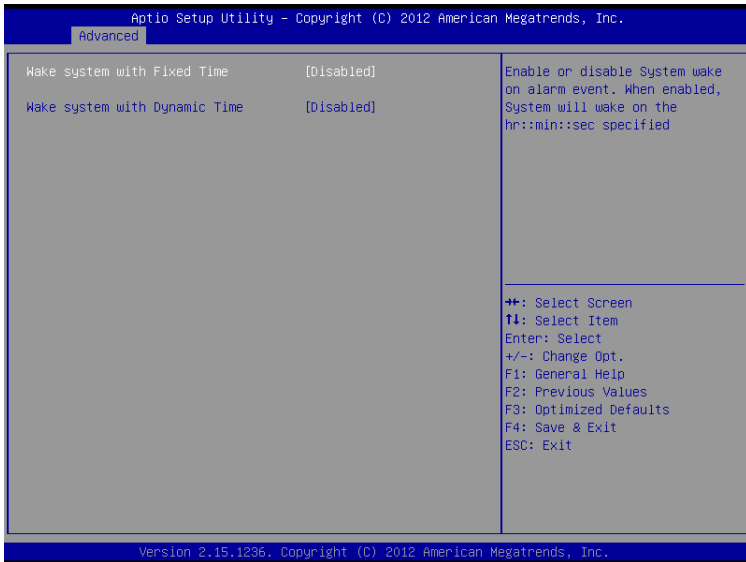 Aptio Setup Utility – Copyright (C) 2012 American Megatrends, Inc.
Advanced
Wake system with Fixed Time [Disabled]
Wake system with Dynamic Time [Disabled]
Enable or disable System wake
on alarm event. When enabled,
System will wake on the
hr::min::sec specified
→←: Select Screen
↑↓: Select Item
Enter: Select
+/-: Change Opt.
F1: General Help
F2: Previous Values
F3: Optimized Defaults
F4: Save & Exit
ESC: Exit
Version 2.15.1236. Copyright (C) 2012 American Megatrends, Inc.